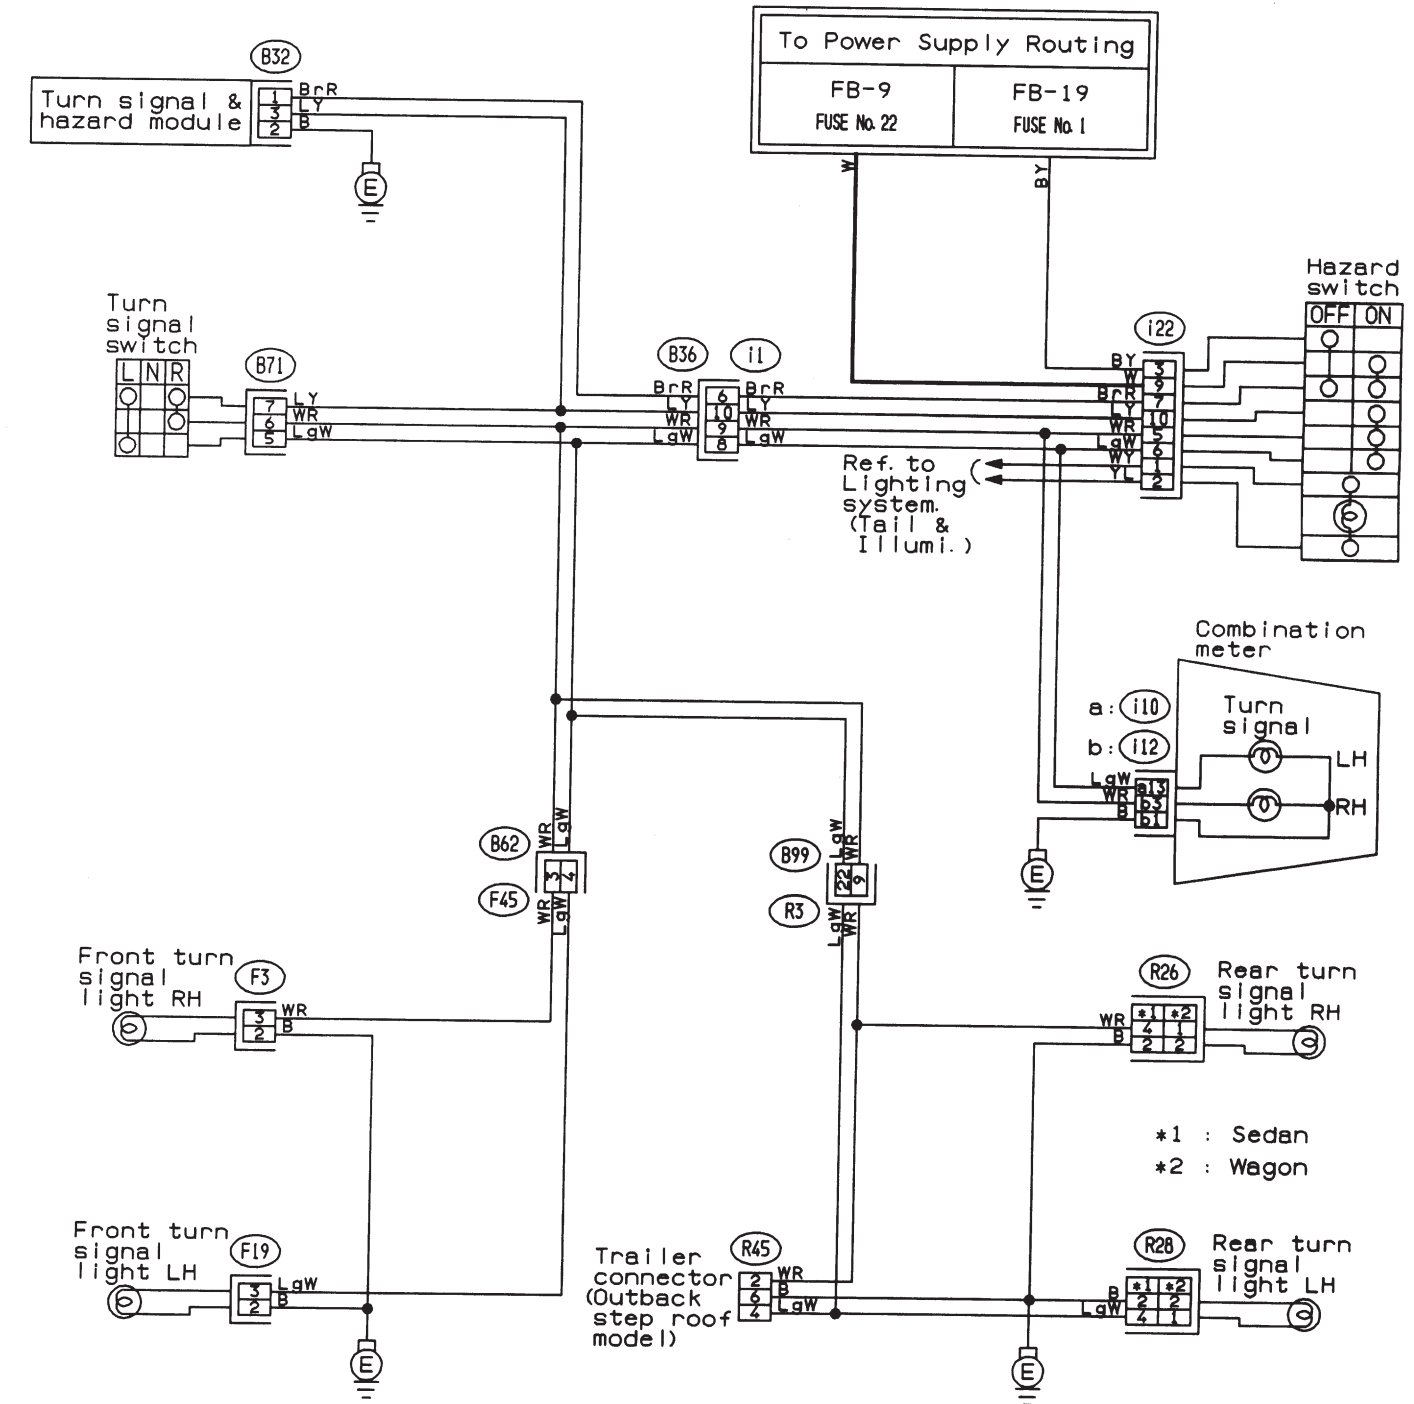 To Power Supply Routing
FB-9
FUSE No. 22
FB-19
FUSE No. 1
W
BY
B32
Turn signal &
hazard module
1
3
2
BrR
LY
B
E
Turn
signal
switch
L N R
B71
7
6
5
LY
WR
LgW
B36
i1
BrR
LY
WR
LgW
6
10
9
8
BrR
LY
WR
LgW
i22
BY
W
BrR
LY
WR
LgW
WY
YL
3
9
7
10
5
6
1
2
Hazard
switch
OFF ON
Ref. to
Lighting
system.
(Tail &
Illumi.)
Combination
meter
a: i10
b: i12
Turn
signal
LH
RH
LgW
WR
B
a13
b3
b1
E
WR
LgW
B62
3
4
F45
WR
LgW
LgW
WR
B99
22
9
R3
LgW
WR
Front turn
signal
light RH
F3
3
2
WR
B
R26
WR
B
*1 *2
4 1
2 2
Rear turn
signal
light RH
*1 : Sedan
*2 : Wagon
Front turn
signal
light LH
F19
3
2
LgW
B
E
Trailer
connector
(Outback
step roof
model)
R45
2
6
4
WR
B
LgW
E
R28
B
LgW
*1 *2
2 2
4 1
Rear turn
signal
light LH